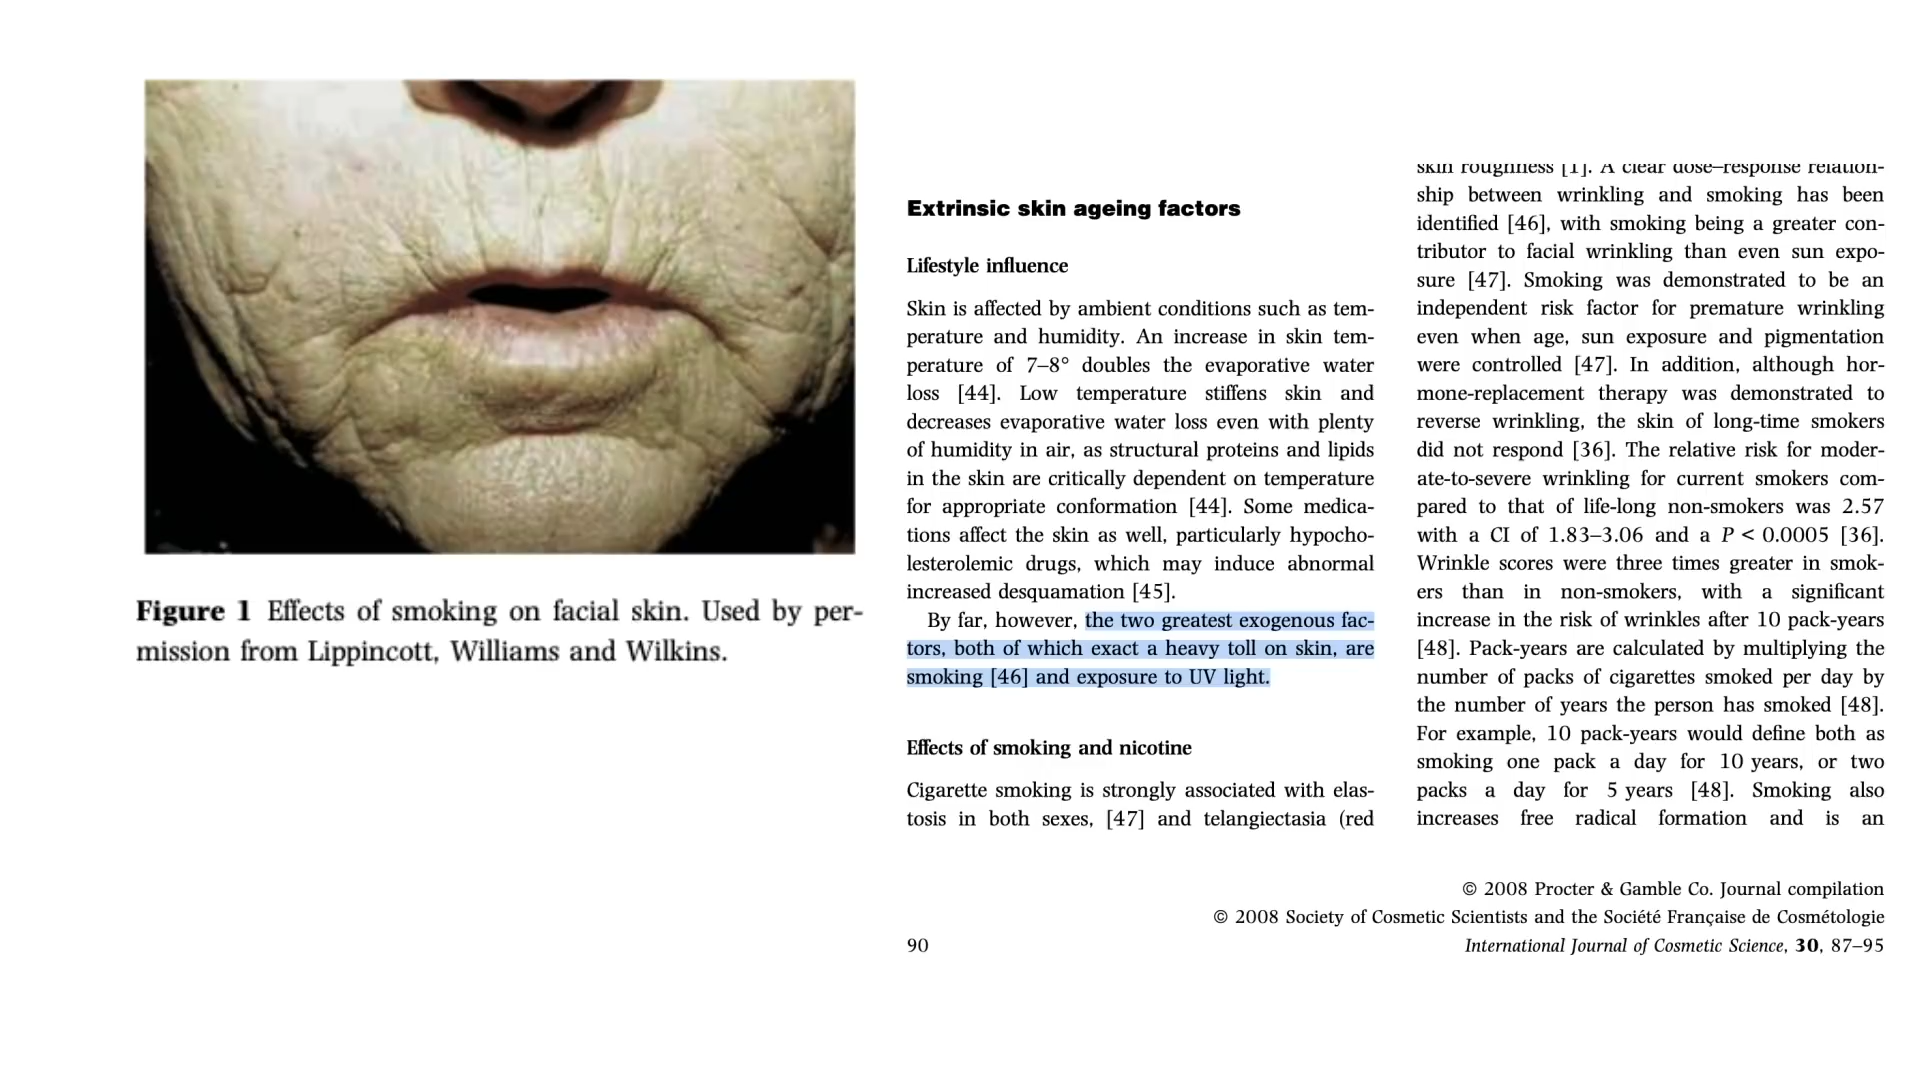 Figure 1 Effects of smoking on facial skin. Used by per-
mission from Lippincott, Williams and Wilkins.
Extrinsic skin ageing factors
Lifestyle influence
Skin is affected by ambient conditions such as tem-
perature and humidity. An increase in skin tem-
perature of 7–8° doubles the evaporative water
loss [44]. Low temperature stiffens skin and
decreases evaporative water loss even with plenty
of humidity in air, as structural proteins and lipids
in the skin are critically dependent on temperature
for appropriate conformation [44]. Some medica-
tions affect the skin as well, particularly hypocho-
lesterolemic drugs, which may induce abnormal
increased desquamation [45].
By far, however, the two greatest exogenous fac-
tors, both of which exact a heavy toll on skin, are
smoking [46] and exposure to UV light.
Effects of smoking and nicotine
Cigarette smoking is strongly associated with elas-
tosis in both sexes, [47] and telangiectasia (red
skin roughness [1]. A clear dose–response relation-
ship between wrinkling and smoking has been
identified [46], with smoking being a greater con-
tributor to facial wrinkling than even sun expo-
sure [47]. Smoking was demonstrated to be an
independent risk factor for premature wrinkling
even when age, sun exposure and pigmentation
were controlled [47]. In addition, although hor-
mone-replacement therapy was demonstrated to
reverse wrinkling, the skin of long-time smokers
did not respond [36]. The relative risk for moder-
ate-to-severe wrinkling for current smokers com-
pared to that of life-long non-smokers was 2.57
with a CI of 1.83–3.06 and a P < 0.0005 [36].
Wrinkle scores were three times greater in smok-
ers than in non-smokers, with a significant
increase in the risk of wrinkles after 10 pack-years
[48]. Pack-years are calculated by multiplying the
number of packs of cigarettes smoked per day by
the number of years the person has smoked [48].
For example, 10 pack-years would define both as
smoking one pack a day for 10 years, or two
packs a day for 5 years [48]. Smoking also
increases free radical formation and is an
© 2008 Procter & Gamble Co. Journal compilation
© 2008 Society of Cosmetic Scientists and the Société Française de Cosmétologie
90 International Journal of Cosmetic Science, 30, 87–95